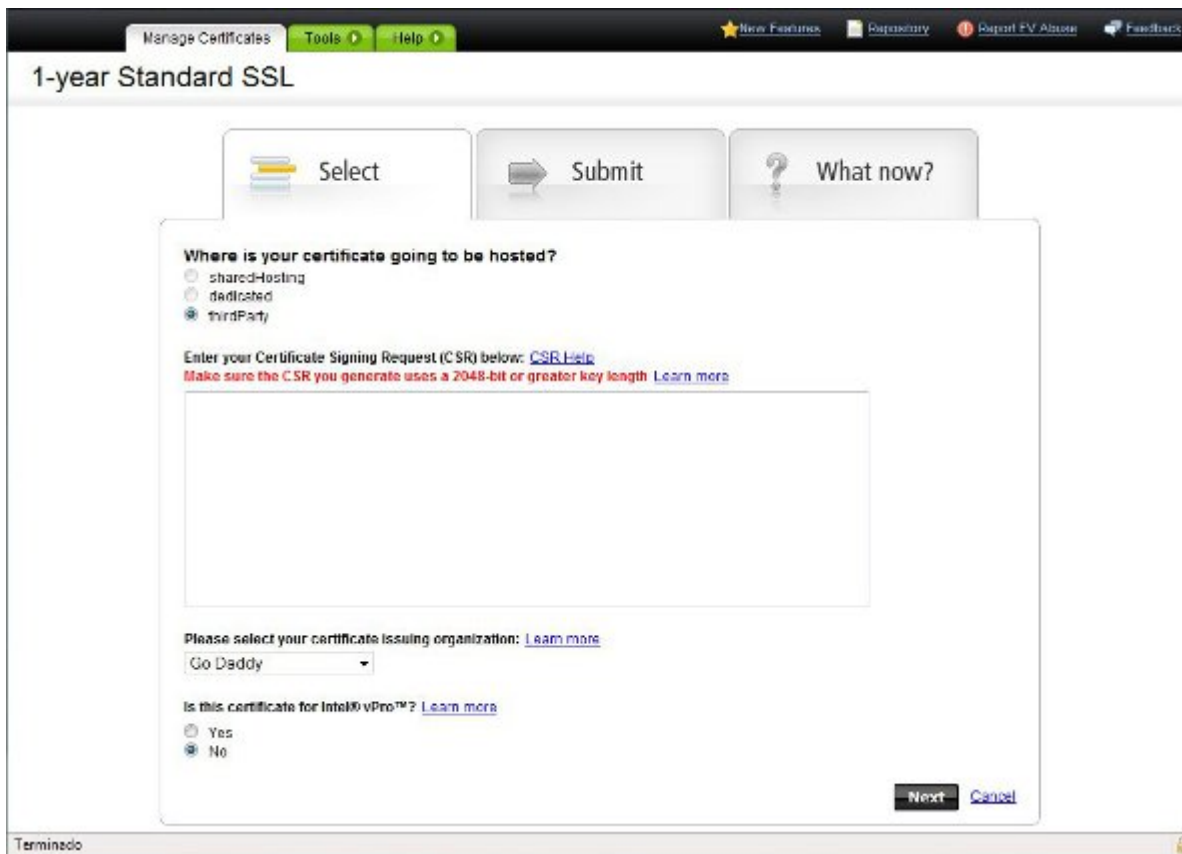 Manage Certificates Tools Help New Features Repository Report EV Abuse Feedback
1-year Standard SSL
Select Submit What now?
Where is your certificate going to be hosted?
sharedHosting
dedicated
thirdParty
Enter your Certificate Signing Request (CSR) below: CSR Help
Make sure the CSR you generate uses a 2048-bit or greater key length Learn more
Please select your certificate issuing organization: Learn more
Go Daddy
Is this certificate for Intel® vPro™? Learn more
Yes
No
Next Cancel
Terminado